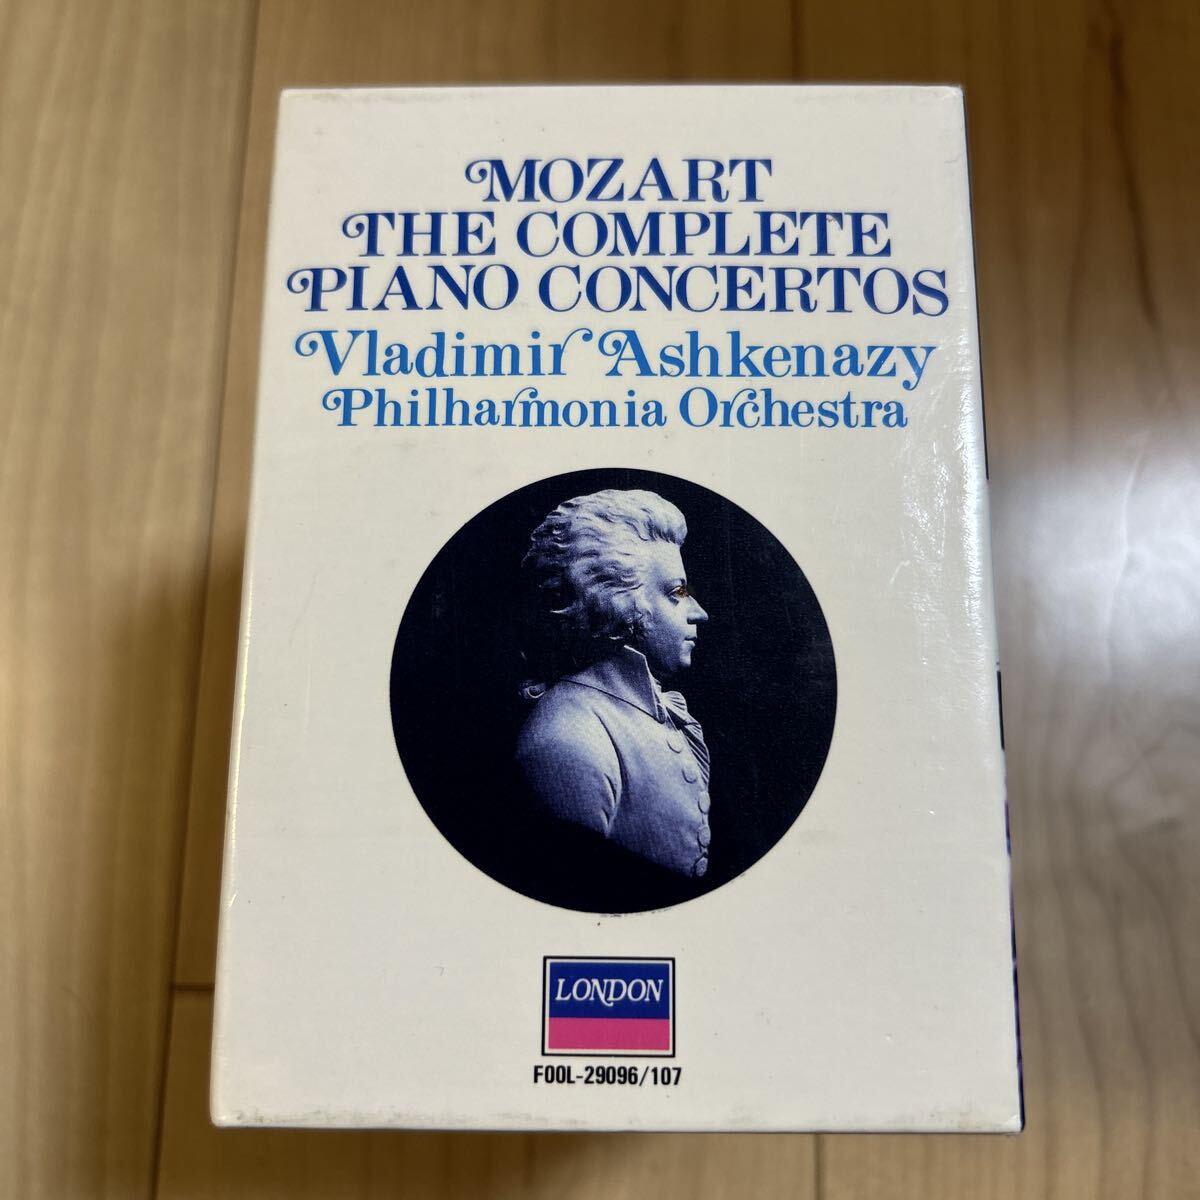 MOZART
THE COMPLETE
PIANO CONCERTOS
Vladimir Ashkenazy
Philharmonia Orchestra
LONDON
F00L-29096/107